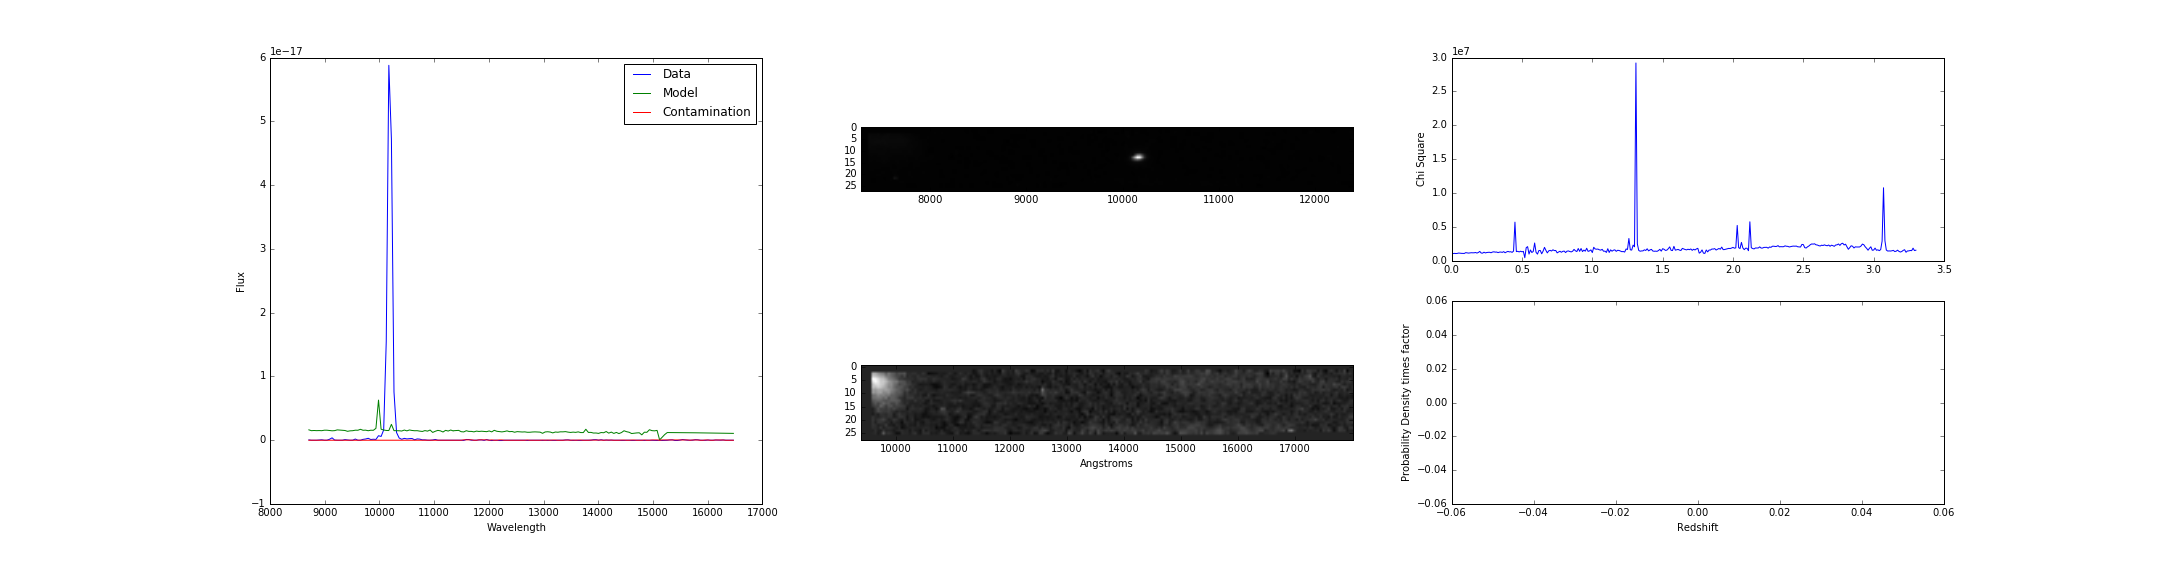 1e−17
6
5
4
3
2
1
0
−1
8000 9000 10000 11000 12000 13000 14000 15000 16000 17000
Flux
Wavelength
Data
Model
Contamination
0
5
10
15
20
25
8000 9000 10000 11000 12000
0
5
10
15
20
25
10000 11000 12000 13000 14000 15000 16000 17000
Angstroms
1e7
3.0
2.5
2.0
1.5
1.0
0.5
0.0
0.0 0.5 1.0 1.5 2.0 2.5 3.0 3.5
Chi Square
0.06
0.04
0.02
0.00
−0.02
−0.04
−0.06
−0.06 −0.04 −0.02 0.00 0.02 0.04 0.06
Probability Density times factor
Redshift